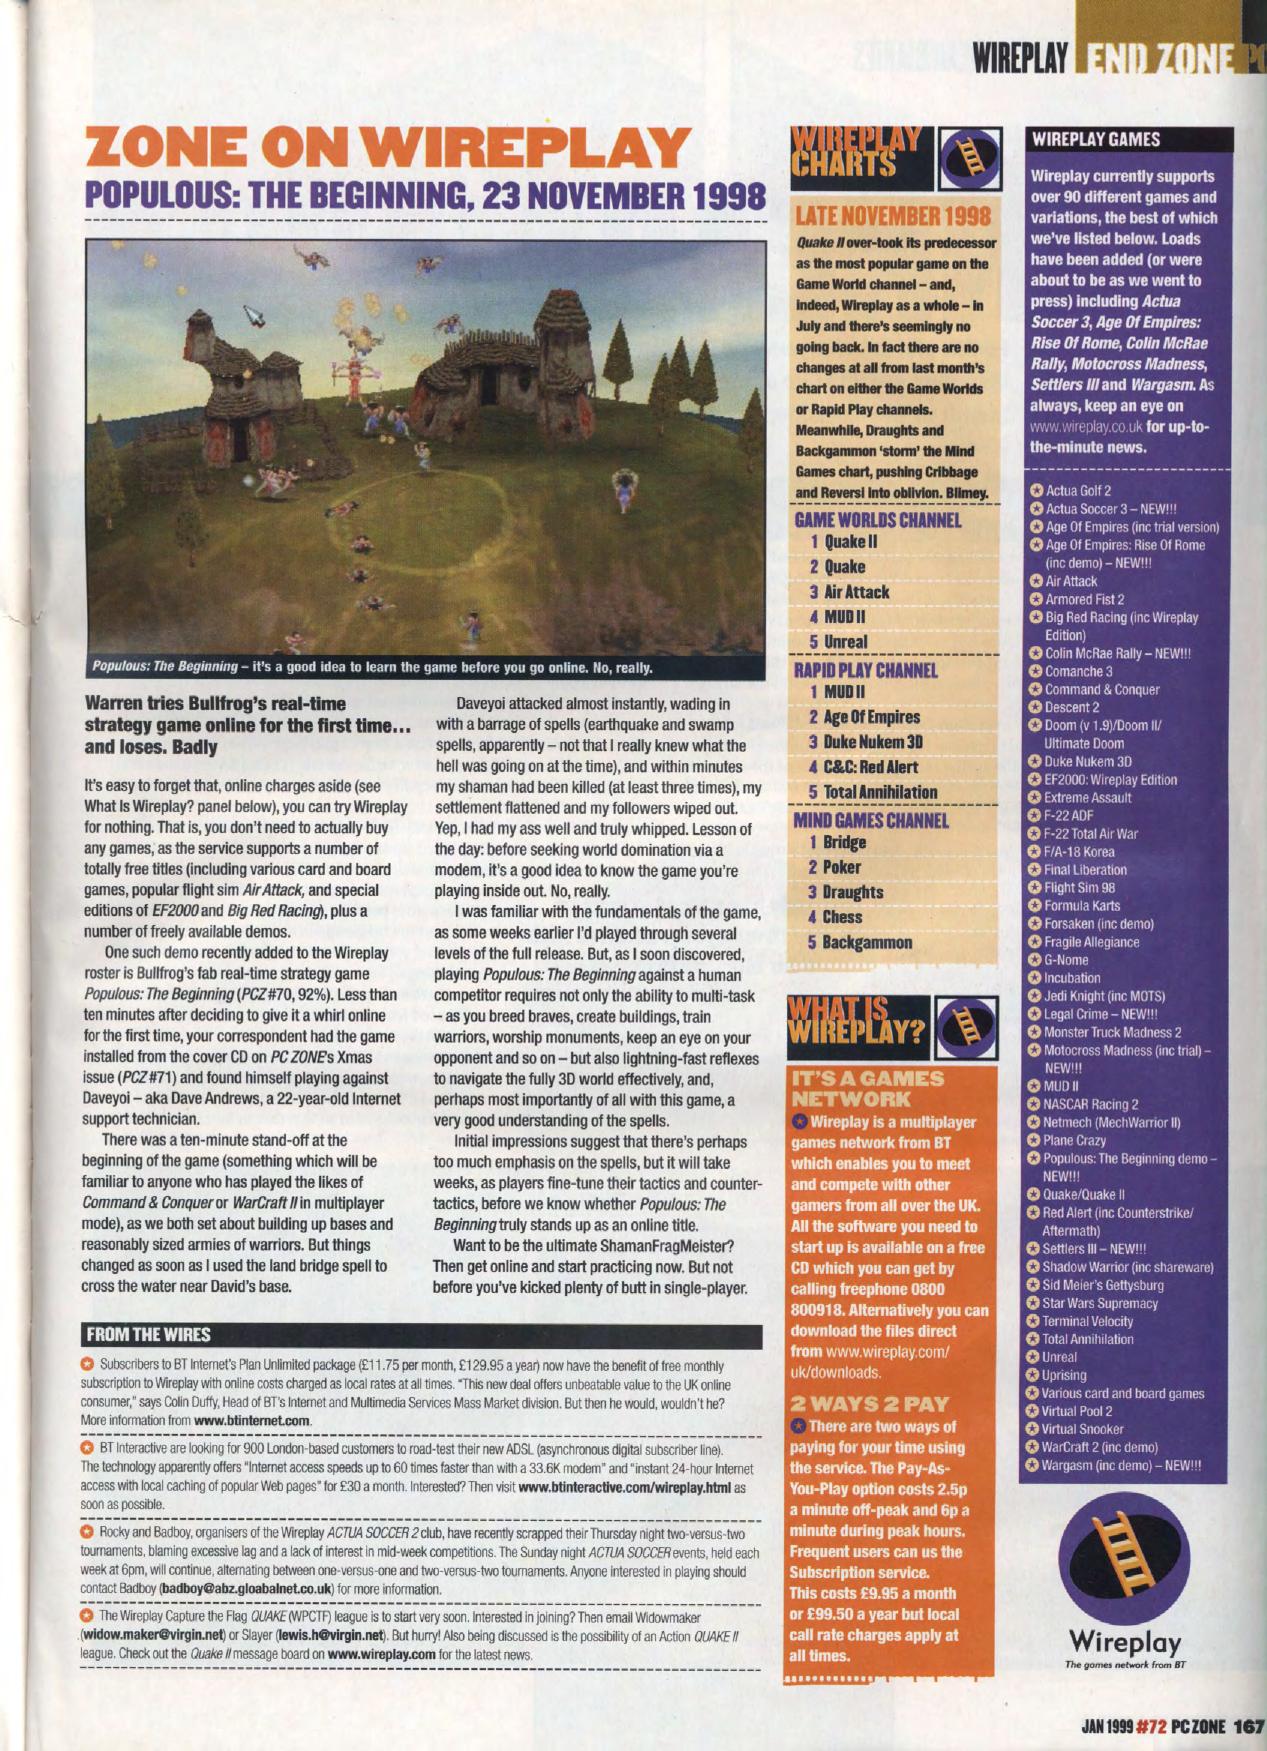 WIREPLAY END ZONE PC
ZONE ON WIREPLAY
POPULOUS: THE BEGINNING, 23 NOVEMBER 1998
Populous: The Beginning – it's a good idea to learn the game before you go online. No, really.
Warren tries Bullfrog's real-time
strategy game online for the first time...
and loses. Badly
It's easy to forget that, online charges aside (see
What Is Wireplay? panel below), you can try Wireplay
for nothing. That is, you don't need to actually buy
any games, as the service supports a number of
totally free titles (including various card and board
games, popular flight sim Air Attack, and special
editions of EF2000 and Big Red Racing), plus a
number of freely available demos.
One such demo recently added to the Wireplay
roster is Bullfrog's fab real-time strategy game
Populous: The Beginning (PCZ #70, 92%). Less than
ten minutes after deciding to give it a whirl online
for the first time, your correspondent had the game
installed from the cover CD on PC ZONE's Xmas
issue (PCZ #71) and found himself playing against
Daveyoi – aka Dave Andrews, a 22-year-old Internet
support technician.
There was a ten-minute stand-off at the
beginning of the game (something which will be
familiar to anyone who has played the likes of
Command & Conquer or WarCraft II in multiplayer
mode), as we both set about building up bases and
reasonably sized armies of warriors. But things
changed as soon as I used the land bridge spell to
cross the water near David's base.
Daveyoi attacked almost instantly, wading in
with a barrage of spells (earthquake and swamp
spells, apparently – not that I really knew what the
hell was going on at the time), and within minutes
my shaman had been killed (at least three times), my
settlement flattened and my followers wiped out.
Yep, I had my ass well and truly whipped. Lesson of
the day: before seeking world domination via a
modem, it's a good idea to know the game you're
playing inside out. No, really.
I was familiar with the fundamentals of the game,
as some weeks earlier I'd played through several
levels of the full release. But, as I soon discovered,
playing Populous: The Beginning against a human
competitor requires not only the ability to multi-task
– as you breed braves, create buildings, train
warriors, worship monuments, keep an eye on your
opponent and so on – but also lightning-fast reflexes
to navigate the fully 3D world effectively, and,
perhaps most importantly of all with this game, a
very good understanding of the spells.
Initial impressions suggest that there's perhaps
too much emphasis on the spells, but it will take
weeks, as players fine-tune their tactics and counter-
tactics, before we know whether Populous: The
Beginning truly stands up as an online title.
Want to be the ultimate ShamanFragMeister?
Then get online and start practicing now. But not
before you've kicked plenty of butt in single-player.
FROM THE WIRES
Subscribers to BT Internet's Plan Unlimited package (£11.75 per month, £129.95 a year) now have the benefit of free monthly
subscription to Wireplay with online costs charged as local rates at all times. "This new deal offers unbeatable value to the UK online
consumer," says Colin Duffy, Head of BT's Internet and Multimedia Services Mass Market division. But then he would, wouldn't he?
More information from www.btinternet.com.
BT Interactive are looking for 900 London-based customers to road-test their new ADSL (asynchronous digital subscriber line).
The technology apparently offers "Internet access speeds up to 60 times faster than with a 33.6K modem" and "instant 24-hour Internet
access with local caching of popular Web pages" for £30 a month. Interested? Then visit www.btinteractive.com/wireplay.html as
soon as possible.
Rocky and Badboy, organisers of the Wireplay ACTUA SOCCER 2 club, have recently scrapped their Thursday night two-versus-two
tournaments, blaming excessive lag and a lack of interest in mid-week competitions. The Sunday night ACTUA SOCCER events, held each
week at 6pm, will continue, alternating between one-versus-one and two-versus-two tournaments. Anyone interested in playing should
contact Badboy (badboy@abz.gloabalnet.co.uk) for more information.
The Wireplay Capture the Flag QUAKE (WPCTF) league is to start very soon. Interested in joining? Then email Widowmaker
(widow.maker@virgin.net) or Slayer (lewis.h@virgin.net). But hurry! Also being discussed is the possibility of an Action QUAKE II
league. Check out the Quake II message board on www.wireplay.com for the latest news.
WIREPLAY
CHARTS
LATE NOVEMBER 1998
Quake II over-took its predecessor
as the most popular game on the
Game World channel – and,
indeed, Wireplay as a whole – in
July and there's seemingly no
going back. In fact there are no
changes at all from last month's
chart on either the Game Worlds
or Rapid Play channels.
Meanwhile, Draughts and
Backgammon 'storm' the Mind
Games chart, pushing Cribbage
and Reversi into oblivion. Blimey.
GAME WORLDS CHANNEL
1 Quake II
2 Quake
3 Air Attack
4 MUD II
5 Unreal
RAPID PLAY CHANNEL
1 MUD II
2 Age Of Empires
3 Duke Nukem 3D
4 C&C: Red Alert
5 Total Annihilation
MIND GAMES CHANNEL
1 Bridge
2 Poker
3 Draughts
4 Chess
5 Backgammon
WHAT IS
WIREPLAY?
IT'S A GAMES
NETWORK
Wireplay is a multiplayer
games network from BT
which enables you to meet
and compete with other
gamers from all over the UK.
All the software you need to
start up is available on a free
CD which you can get by
calling freephone 0800
800918. Alternatively you can
download the files direct
from www.wireplay.com/
uk/downloads.
2 WAYS 2 PAY
There are two ways of
paying for your time using
the service. The Pay-As-
You-Play option costs 2.5p
a minute off-peak and 6p a
minute during peak hours.
Frequent users can us the
Subscription service.
This costs £9.95 a month
or £99.50 a year but local
call rate charges apply at
all times.
WIREPLAY GAMES
Wireplay currently supports
over 90 different games and
variations, the best of which
we've listed below. Loads
have been added (or were
about to be as we went to
press) including Actua
Soccer 3, Age Of Empires:
Rise Of Rome, Colin McRae
Rally, Motocross Madness,
Settlers III and Wargasm. As
always, keep an eye on
www.wireplay.co.uk for up-to-
the-minute news.
Actua Golf 2
Actua Soccer 3 – NEW!!!
Age Of Empires (inc trial version)
Age Of Empires: Rise Of Rome
(inc demo) – NEW!!!
Air Attack
Armored Fist 2
Big Red Racing (inc Wireplay
Edition)
Colin McRae Rally – NEW!!!
Comanche 3
Command & Conquer
Descent 2
Doom (v 1.9)/Doom II/
Ultimate Doom
Duke Nukem 3D
EF2000: Wireplay Edition
Extreme Assault
F-22 ADF
F-22 Total Air War
F/A-18 Korea
Final Liberation
Flight Sim 98
Formula Karts
Forsaken (inc demo)
Fragile Allegiance
G-Nome
Incubation
Jedi Knight (inc MOTS)
Legal Crime – NEW!!!
Monster Truck Madness 2
Motocross Madness (inc trial) –
NEW!!!
MUD II
NASCAR Racing 2
Netmech (MechWarrior II)
Plane Crazy
Populous: The Beginning demo –
NEW!!!
Quake/Quake II
Red Alert (inc Counterstrike/
Aftermath)
Settlers III – NEW!!!
Shadow Warrior (inc shareware)
Sid Meier's Gettysburg
Star Wars Supremacy
Terminal Velocity
Total Annihilation
Unreal
Uprising
Various card and board games
Virtual Pool 2
Virtual Snooker
WarCraft 2 (inc demo)
Wargasm (inc demo) – NEW!!!
Wireplay
The games network from BT
JAN 1999 #72 PC ZONE 167